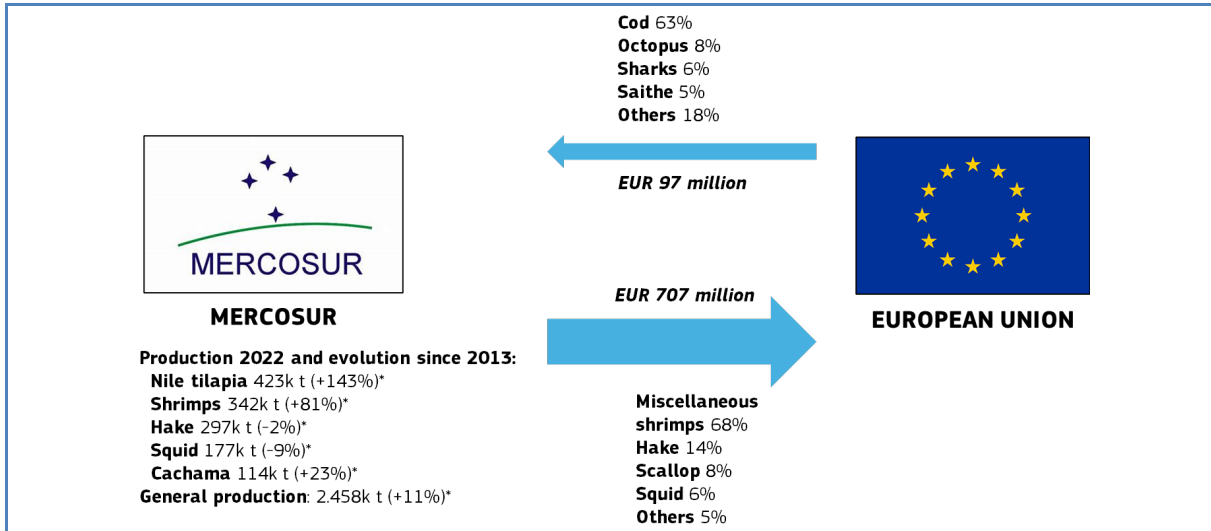 Cod 63%
Octopus 8%
Sharks 6%
Saithe 5%
Others 18%
EUR 97 million
MERCOSUR
MERCOSUR
EUR 707 million
EUROPEAN UNION
Production 2022 and evolution since 2013:
Nile tilapia 423k t (+143%)*
Shrimps 342k t (+81%)*
Hake 297k t (-2%)*
Squid 177k t (-9%)*
Cachama 114k t (+23%)*
General production: 2.458k t (+11%)*
Miscellaneous
shrimps 68%
Hake 14%
Scallop 8%
Squid 6%
Others 5%